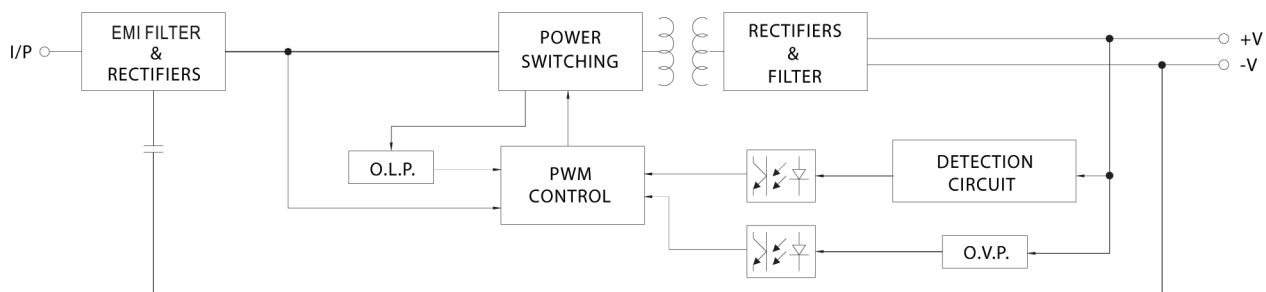 I/P
EMI FILTER
&
RECTIFIERS
POWER
SWITCHING
RECTIFIERS
&
FILTER
+V
-V
O.L.P.
PWM
CONTROL
DETECTION
CIRCUIT
O.V.P.